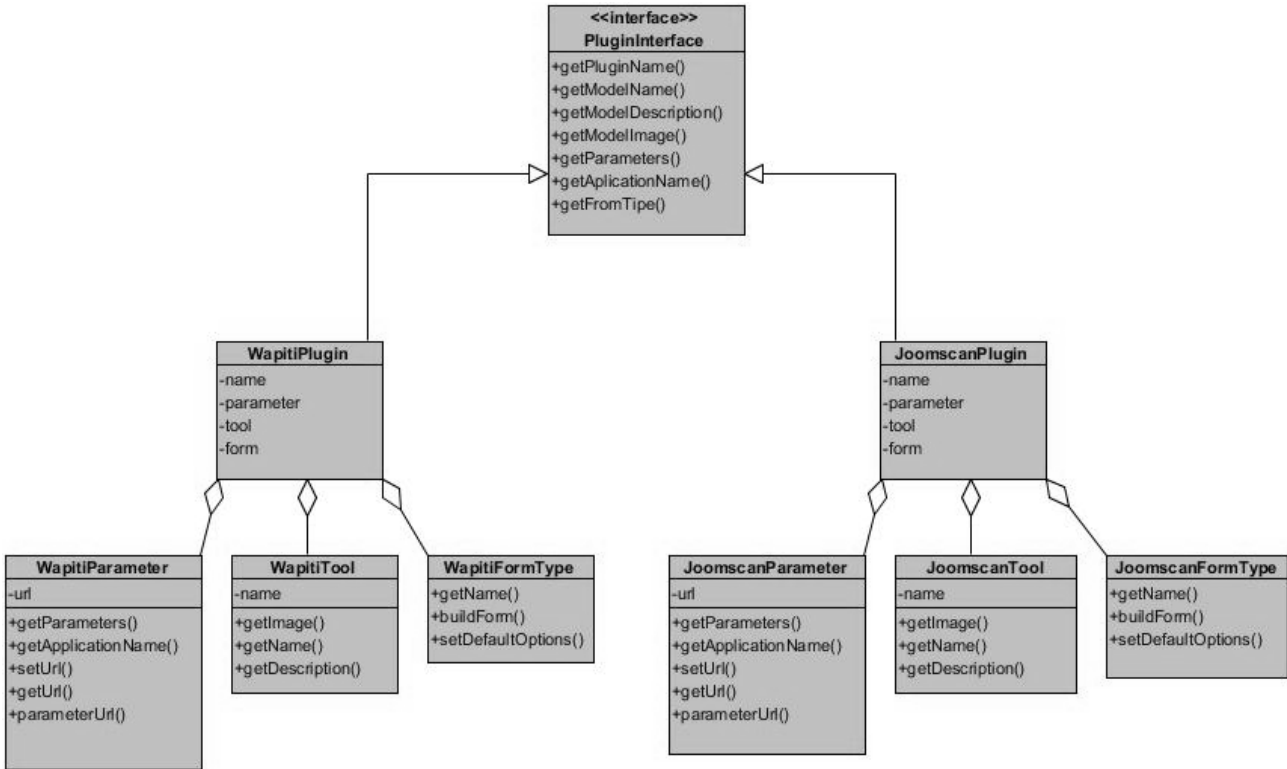 <<interface>>
PluginInterface
+getPluginName()
+getModelName()
+getModelDescription()
+getModelImage()
+getParameters()
+getAplicationName()
+getFromTipe()
WapitiPlugin
-name
-parameter
-tool
-form
JoomscanPlugin
-name
-parameter
-tool
-form
WapitiParameter
-url
+getParameters()
+getApplicationName()
+setUrl()
+getUrl()
+parameterUrl()
WapitiTool
-name
+getImage()
+getName()
+getDescription()
WapitiFormType
+getName()
+buildForm()
+setDefaultOptions()
JoomscanParameter
-url
+getParameters()
+getApplicationName()
+setUrl()
+getUrl()
+parameterUrl()
JoomscanTool
-name
+getImage()
+getName()
+getDescription()
JoomscanFormType
+getName()
+buildForm()
+setDefaultOptions()